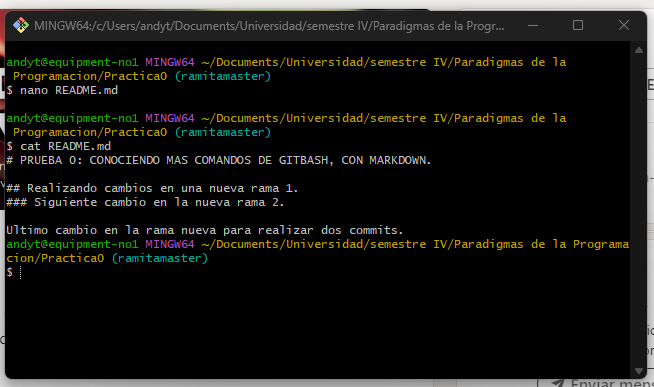 MINGW64:/c/Users/andyt/Documents/Universidad/semestre IV/Paradigmas de la Progr...
andyt@equipment-no1 MINGW64 ~/Documents/Universidad/semestre IV/Paradigmas de la
Programacion/Practica0 (ramitamaster)
$ nano README.md
andyt@equipment-no1 MINGW64 ~/Documents/Universidad/semestre IV/Paradigmas de la
Programacion/Practica0 (ramitamaster)
$ cat README.md
# PRUEBA 0: CONOCIENDO MAS COMANDOS DE GITBASH, CON MARKDOWN.
## Realizando cambios en una nueva rama 1.
### Siguiente cambio en la nueva rama 2.
Ultimo cambio en la rama nueva para realizar dos commits.
andyt@equipment-no1 MINGW64 ~/Documents/Universidad/semestre IV/Paradigmas de la Programa
cion/Practica0 (ramitamaster)
$
Enviar mens